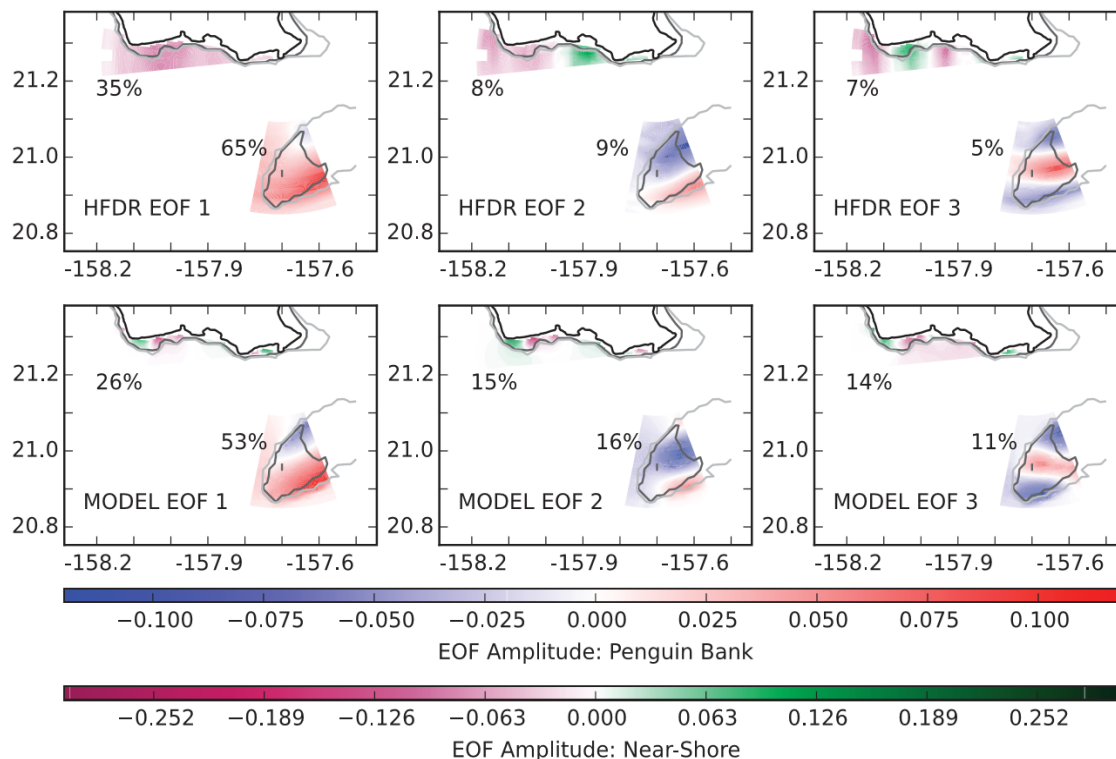 21.2
21.0
20.8
35%
65%
HFDR EOF 1
-158.2 -157.9 -157.6
21.2
21.0
20.8
8%
9%
HFDR EOF 2
-158.2 -157.9 -157.6
21.2
21.0
20.8
7%
5%
HFDR EOF 3
-158.2 -157.9 -157.6
21.2
21.0
20.8
26%
53%
MODEL EOF 1
-158.2 -157.9 -157.6
21.2
21.0
20.8
15%
16%
MODEL EOF 2
-158.2 -157.9 -157.6
21.2
21.0
20.8
14%
11%
MODEL EOF 3
-158.2 -157.9 -157.6
−0.100 −0.075 −0.050 −0.025 0.000 0.025 0.050 0.075 0.100
EOF Amplitude: Penguin Bank
−0.252 −0.189 −0.126 −0.063 0.000 0.063 0.126 0.189 0.252
EOF Amplitude: Near-Shore